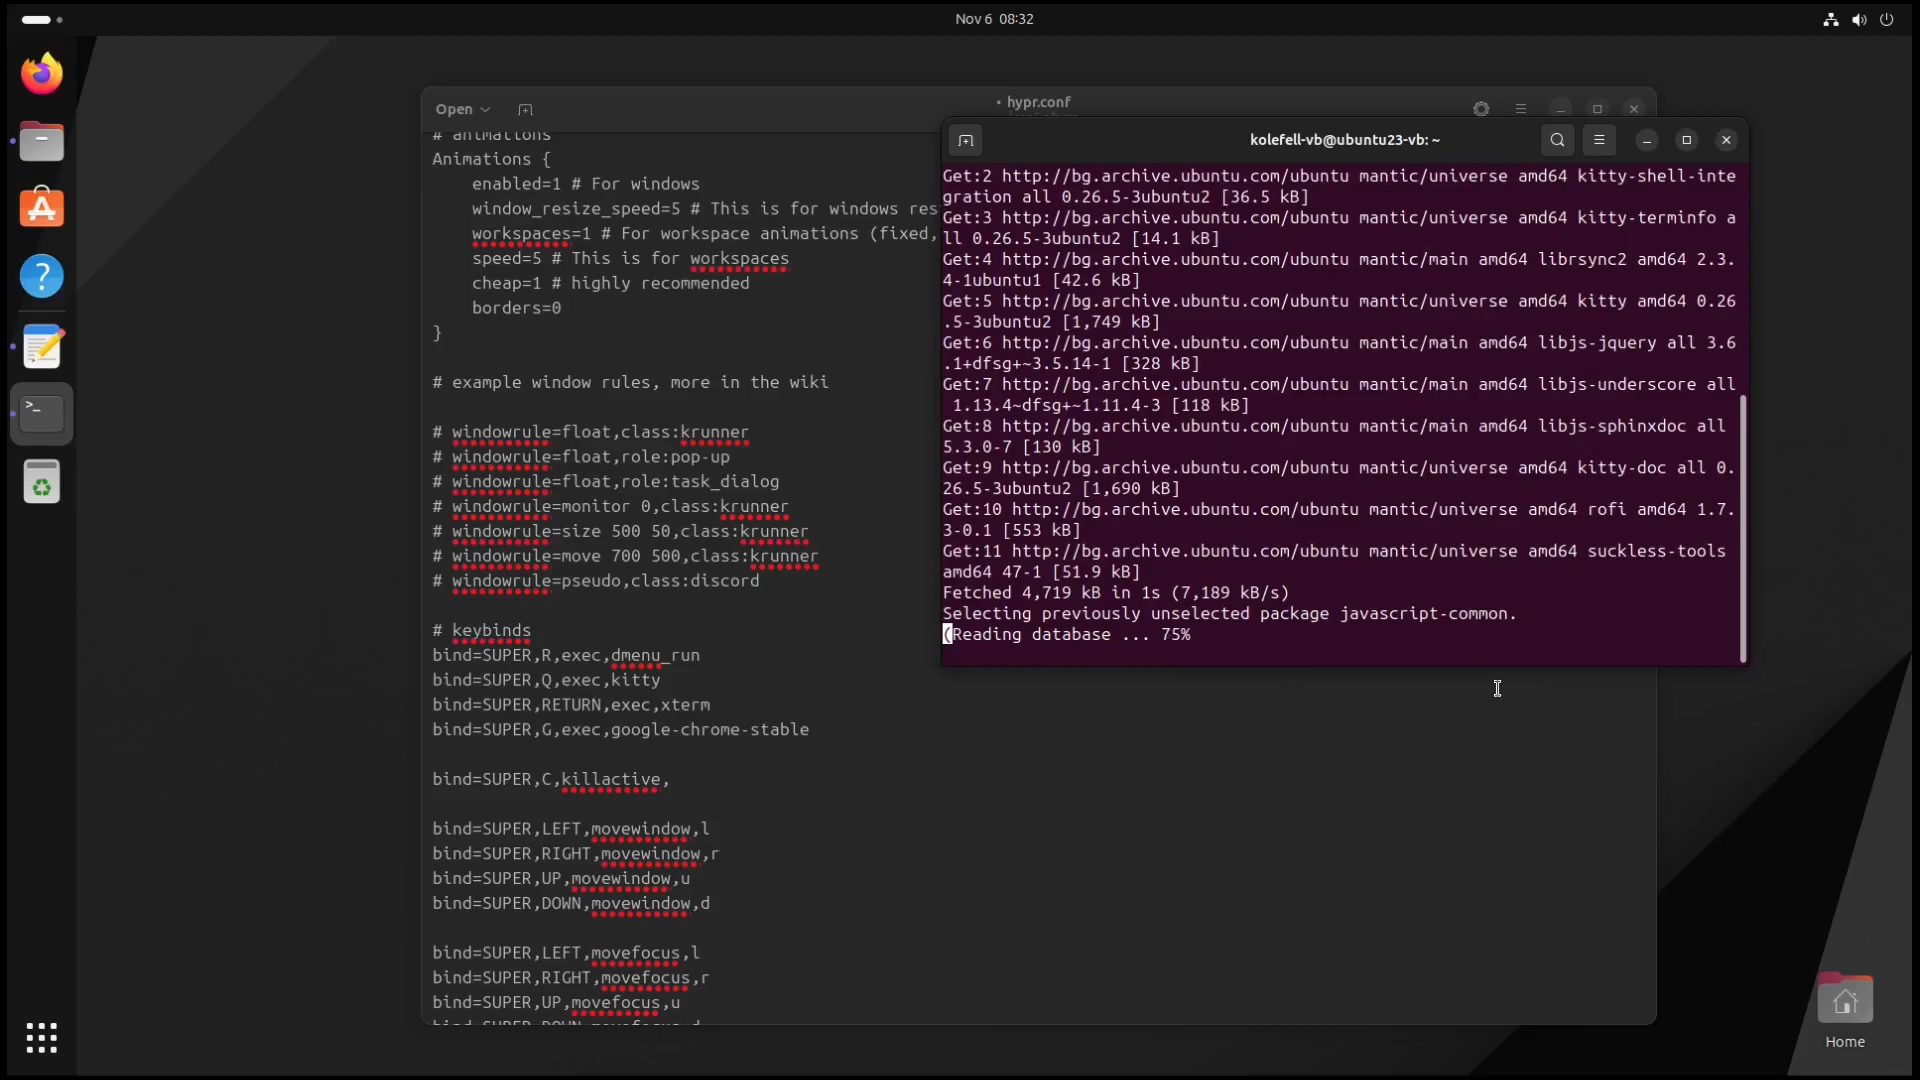 Nov 6 08:32
Open
• hypr.conf
# animations
Animations {
enabled=1 # For windows
window_resize_speed=5 # This is for windows res
workspaces=1 # For workspace animations (fixed,
speed=5 # This is for workspaces
cheap=1 # highly recommended
borders=0
}
# example window rules, more in the wiki
# windowrule=float,class:krunner
# windowrule=float,role:pop-up
# windowrule=float,role:task_dialog
# windowrule=monitor 0,class:krunner
# windowrule=size 500 50,class:krunner
# windowrule=move 700 500,class:krunner
# windowrule=pseudo,class:discord
# keybinds
bind=SUPER,R,exec,dmenu_run
bind=SUPER,Q,exec,kitty
bind=SUPER,RETURN,exec,xterm
bind=SUPER,G,exec,google-chrome-stable
bind=SUPER,C,killactive,
bind=SUPER,LEFT,movewindow,l
bind=SUPER,RIGHT,movewindow,r
bind=SUPER,UP,movewindow,u
bind=SUPER,DOWN,movewindow,d
bind=SUPER,LEFT,movefocus,l
bind=SUPER,RIGHT,movefocus,r
bind=SUPER,UP,movefocus,u
kolefell-vb@ubuntu23-vb: ~
Get:2 http://bg.archive.ubuntu.com/ubuntu mantic/universe amd64 kitty-shell-inte
gration all 0.26.5-3ubuntu2 [36.5 kB]
Get:3 http://bg.archive.ubuntu.com/ubuntu mantic/universe amd64 kitty-terminfo a
ll 0.26.5-3ubuntu2 [14.1 kB]
Get:4 http://bg.archive.ubuntu.com/ubuntu mantic/main amd64 librsync2 amd64 2.3.
4-1ubuntu1 [42.6 kB]
Get:5 http://bg.archive.ubuntu.com/ubuntu mantic/universe amd64 kitty amd64 0.26
.5-3ubuntu2 [1,749 kB]
Get:6 http://bg.archive.ubuntu.com/ubuntu mantic/main amd64 libjs-jquery all 3.6
.1+dfsg+~3.5.14-1 [328 kB]
Get:7 http://bg.archive.ubuntu.com/ubuntu mantic/main amd64 libjs-underscore all
1.13.4~dfsg+~1.11.4-3 [118 kB]
Get:8 http://bg.archive.ubuntu.com/ubuntu mantic/main amd64 libjs-sphinxdoc all
5.3.0-7 [130 kB]
Get:9 http://bg.archive.ubuntu.com/ubuntu mantic/universe amd64 kitty-doc all 0.
26.5-3ubuntu2 [1,690 kB]
Get:10 http://bg.archive.ubuntu.com/ubuntu mantic/universe amd64 rofi amd64 1.7.
3-0.1 [553 kB]
Get:11 http://bg.archive.ubuntu.com/ubuntu mantic/universe amd64 suckless-tools
amd64 47-1 [51.9 kB]
Fetched 4,719 kB in 1s (7,189 kB/s)
Selecting previously unselected package javascript-common.
(Reading database ... 75%
Home